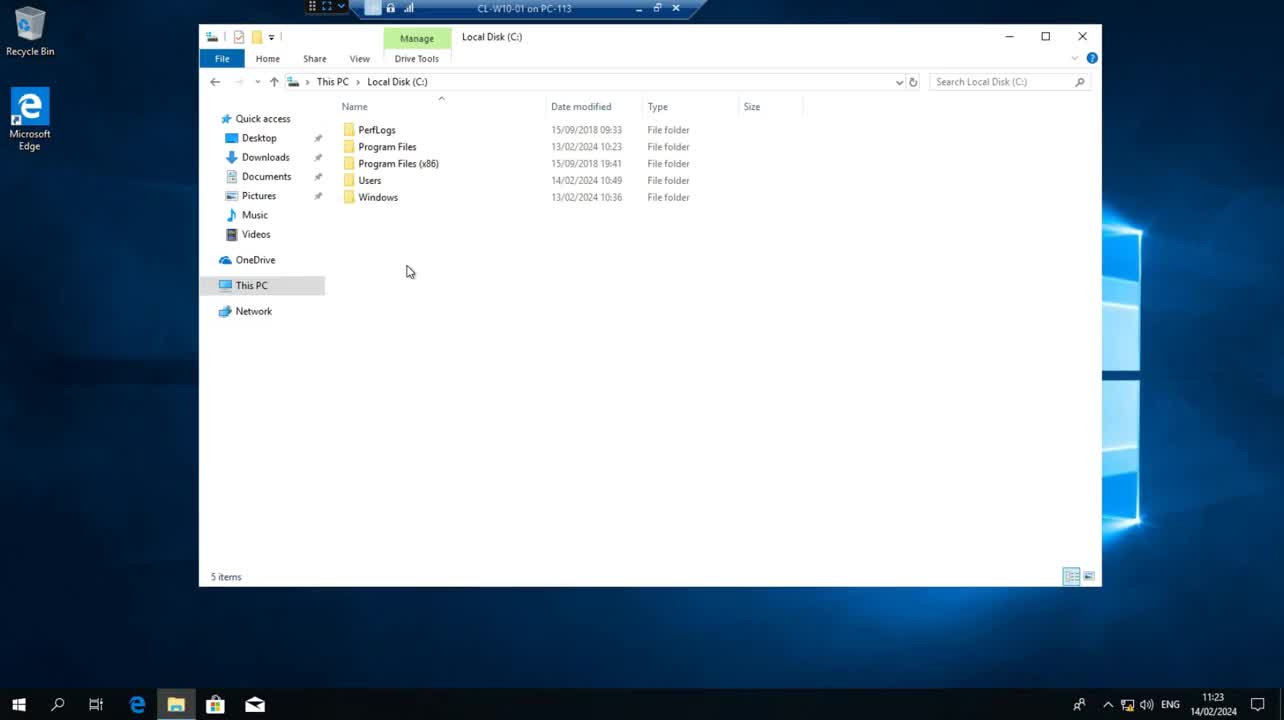 CL-W10-01 on PC-113
Recycle Bin
Microsoft
Edge
Manage
Local Disk (C:)
File
Home
Share
View
Drive Tools
This PC
Local Disk (C:)
Search Local Disk (C:)
Name
Date modified
Type
Size
Quick access
Desktop
Downloads
Documents
Pictures
Music
Videos
OneDrive
This PC
Network
PerfLogs 15/09/2018 09:33 File folder
Program Files 13/02/2024 10:23 File folder
Program Files (x86) 15/09/2018 19:41 File folder
Users 14/02/2024 10:49 File folder
Windows 13/02/2024 10:36 File folder
5 items
ENG
11:23
14/02/2024